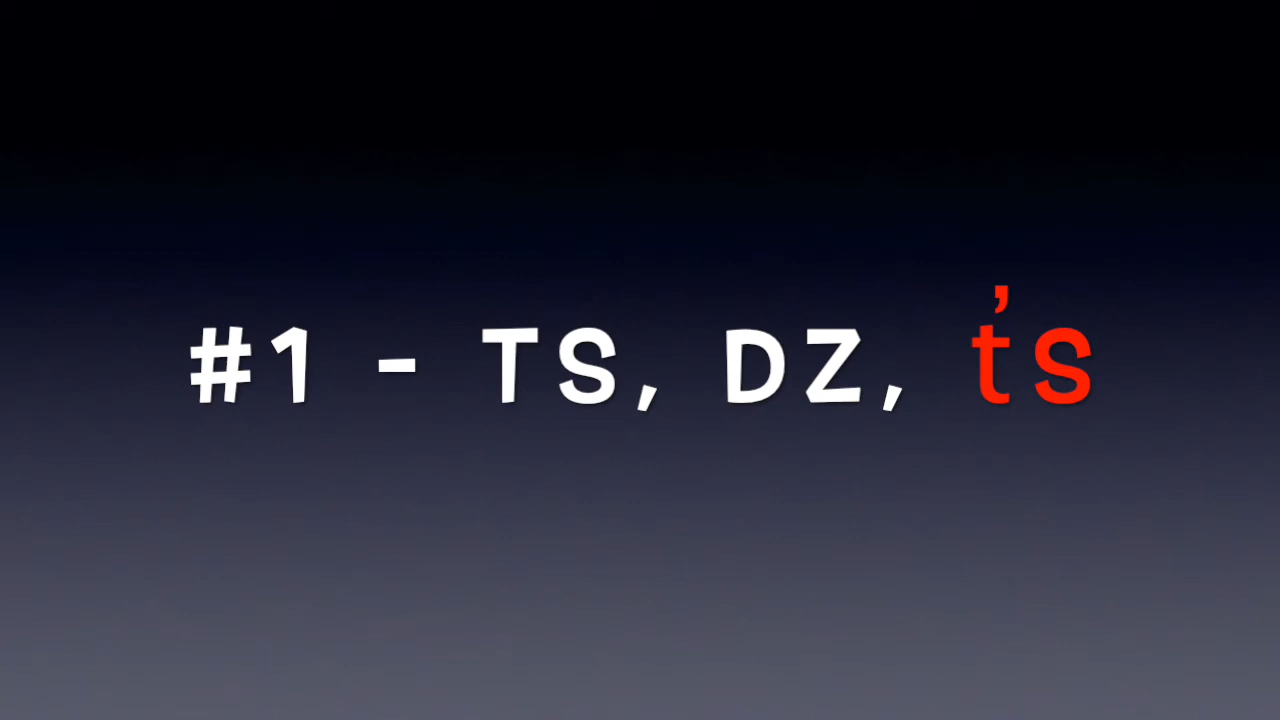 #1 - TS, DZ, t̓s